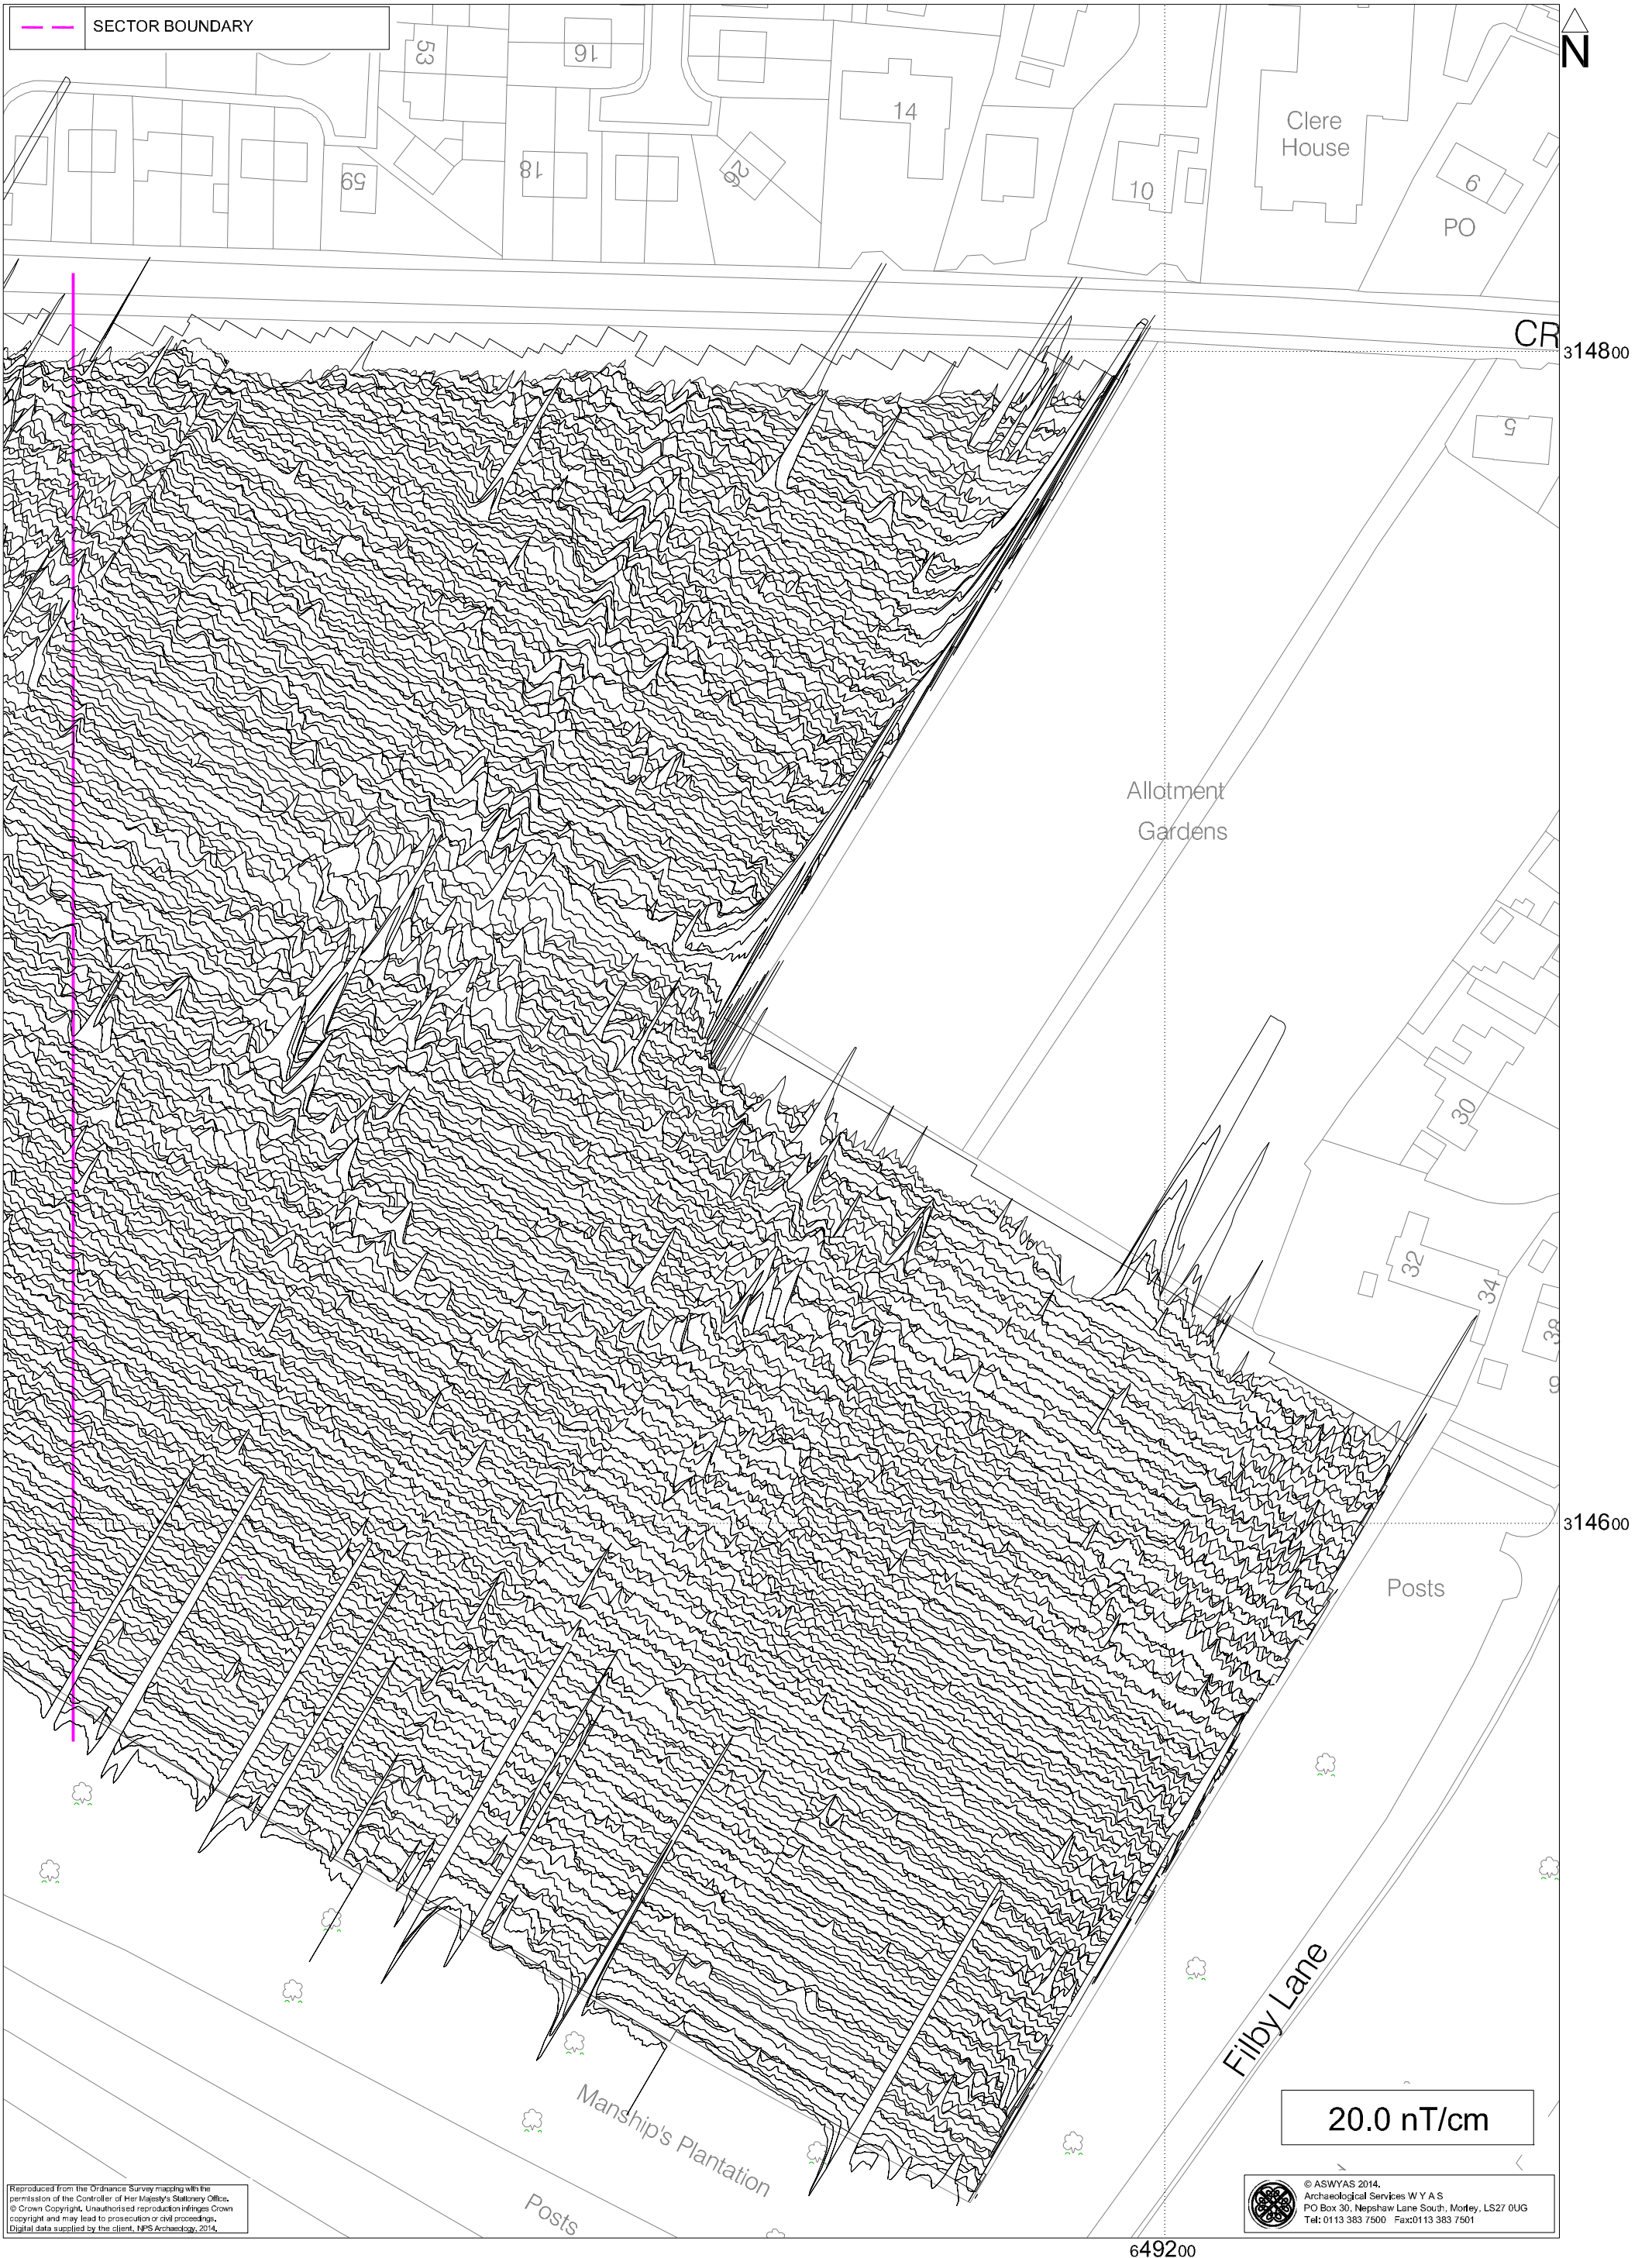 SECTOR BOUNDARY
N
53
16
14
Clere
House
59
18
26
10
6
PO
CR
314800
5
Allotment
Gardens
30
32
34
38
9
314600
Posts
Filby Lane
Manship's Plantation
Posts
20.0 nT/cm
Reproduced from the Ordnance Survey mapping with the
permission of the Controller of Her Majesty's Stationery Office.
© Crown Copyright. Unauthorised reproduction infringes Crown
copyright and may lead to prosecution or civil proceedings.
Digital data supplied by the client, NPS Archaeology, 2014.
© ASWYAS 2014.
Archaeological Services W Y A S
PO Box 30, Nepshaw Lane South, Morley, LS27 0UG
Tel: 0113 383 7500 Fax:0113 383 7501
649200